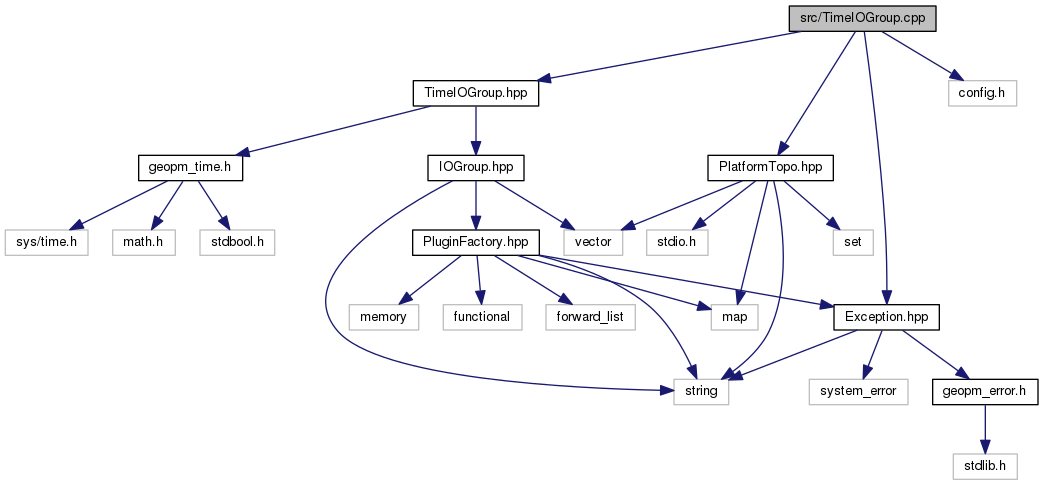 src/TimeIOGroup.cpp
TimeIOGroup.hpp
config.h
geopm_time.h
IOGroup.hpp
PlatformTopo.hpp
sys/time.h
math.h
stdbool.h
PluginFactory.hpp
vector
stdio.h
set
memory
functional
forward_list
map
Exception.hpp
string
system_error
geopm_error.h
stdlib.h